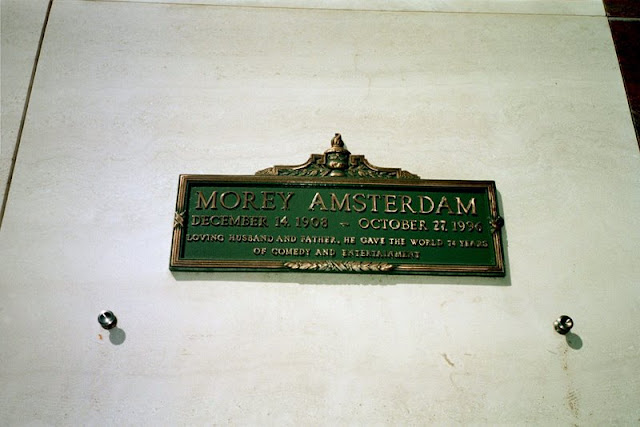 MOREY AMSTERDAM
DECEMBER 14, 1908 ~ OCTOBER 27, 1996
LOVING HUSBAND AND FATHER, HE GAVE THE WORLD 74 YEARS
OF COMEDY AND ENTERTAINMENT